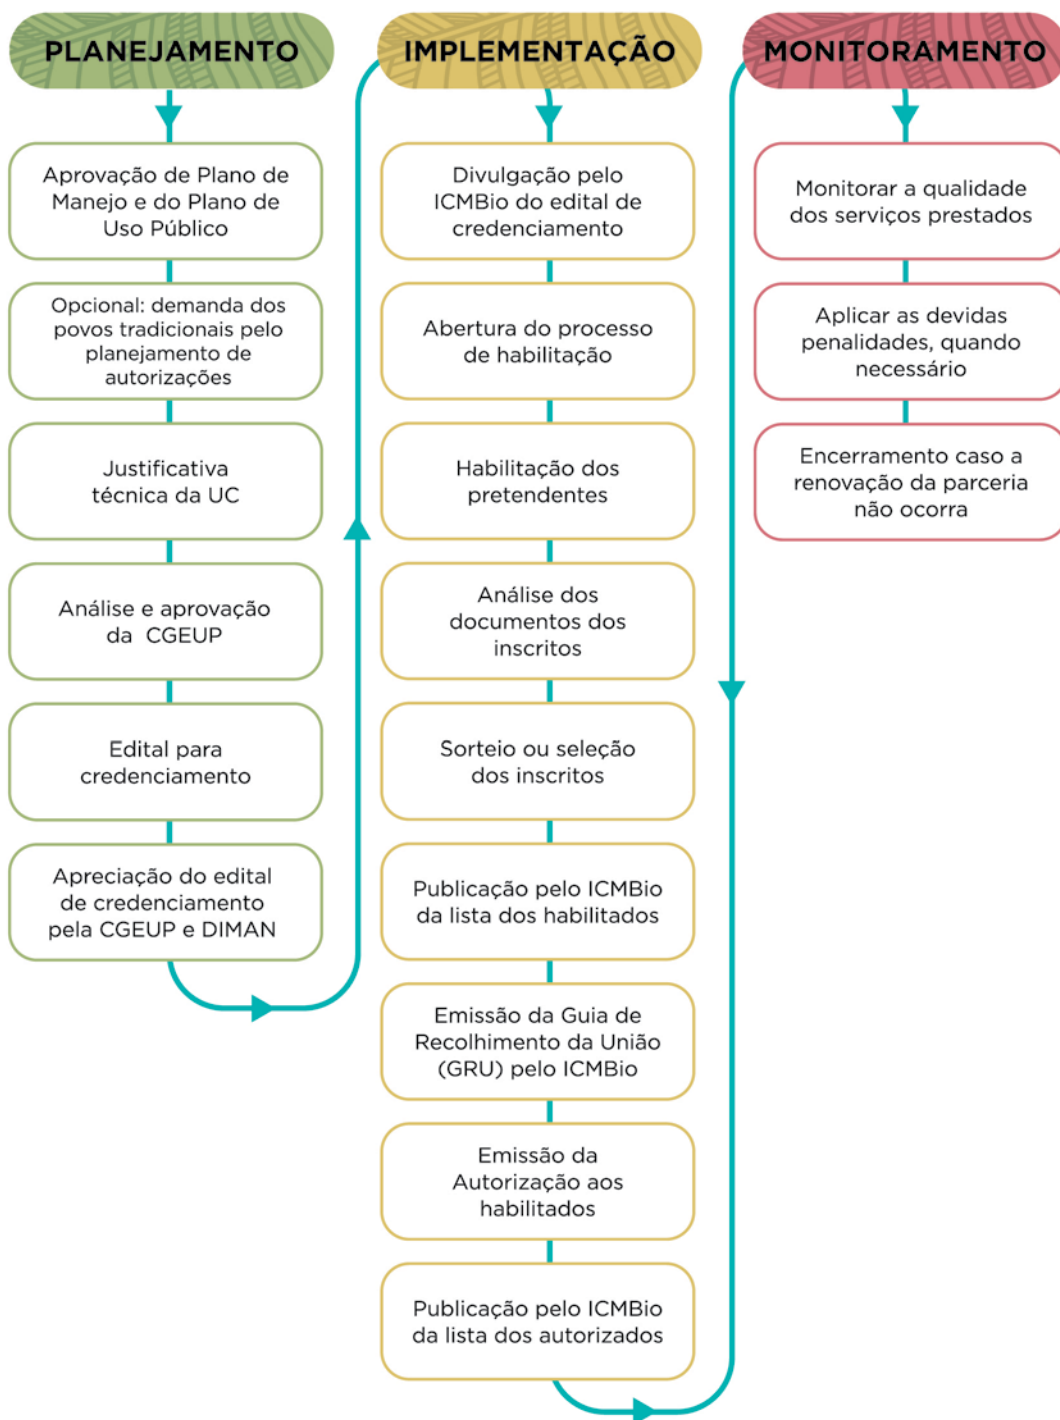 PLANEJAMENTO
Aprovação de Plano de
Manejo e do Plano de
Uso Público
Opcional: demanda dos
povos tradicionais pelo
planejamento de
autorizações
Justificativa
técnica da UC
Análise e aprovação
da CGEUP
Edital para
credenciamento
Apreciação do edital
de credenciamento
pela CGEUP e DIMAN
IMPLEMENTAÇÃO
Divulgação pelo
ICMBio do edital de
credenciamento
Abertura do processo
de habilitação
Habilitação dos
pretendentes
Análise dos
documentos dos
inscritos
Sorteio ou seleção
dos inscritos
Publicação pelo ICMBio
da lista dos habilitados
Emissão da Guia de
Recolhimento da União
(GRU) pelo ICMBio
Emissão da
Autorização aos
habilitados
Publicação pelo ICMBio
da lista dos autorizados
MONITORAMENTO
Monitorar a qualidade
dos serviços prestados
Aplicar as devidas
penalidades, quando
necessário
Encerramento caso a
renovação da parceria
não ocorra